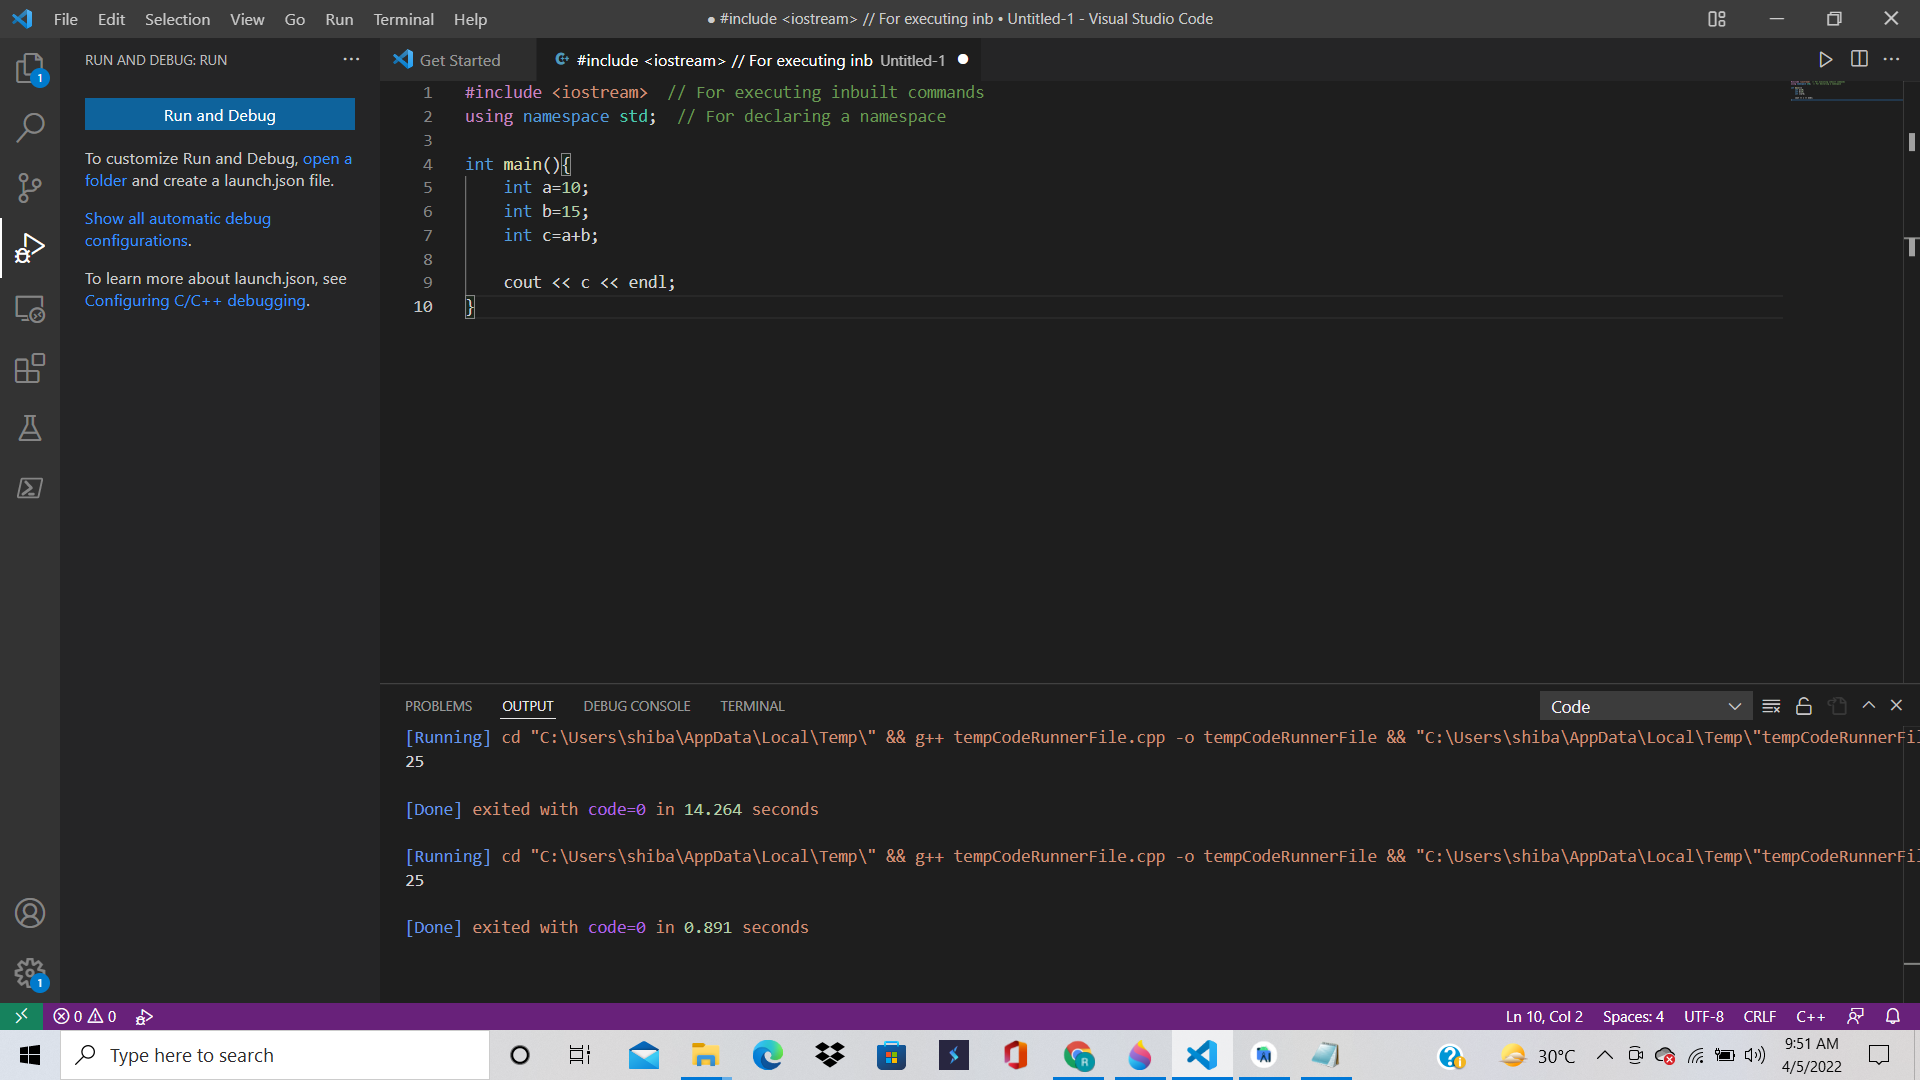 File Edit Selection View Go Run Terminal Help
● #include <iostream> // For executing inb • Untitled-1 - Visual Studio Code
RUN AND DEBUG: RUN
Run and Debug
To customize Run and Debug, open a
folder and create a launch.json file.
Show all automatic debug
configurations.
To learn more about launch.json, see
Configuring C/C++ debugging.
1
1
Get Started
#include <iostream> // For executing inb Untitled-1
1 #include <iostream>  // For executing inbuilt commands
2 using namespace std;  // For declaring a namespace
3
4 int main(){
5     int a=10;
6     int b=15;
7     int c=a+b;
8
9     cout << c << endl;
10 }
PROBLEMS OUTPUT DEBUG CONSOLE TERMINAL
Code
[Running] cd "C:\Users\shiba\AppData\Local\Temp\" && g++ tempCodeRunnerFile.cpp -o tempCodeRunnerFile && "C:\Users\shiba\AppData\Local\Temp\"tempCodeRunnerFil
25
[Done] exited with code=0 in 14.264 seconds
[Running] cd "C:\Users\shiba\AppData\Local\Temp\" && g++ tempCodeRunnerFile.cpp -o tempCodeRunnerFile && "C:\Users\shiba\AppData\Local\Temp\"tempCodeRunnerFil
25
[Done] exited with code=0 in 0.891 seconds
0 0
Ln 10, Col 2 Spaces: 4 UTF-8 CRLF C++
Type here to search
R
30°C
9:51 AM
4/5/2022